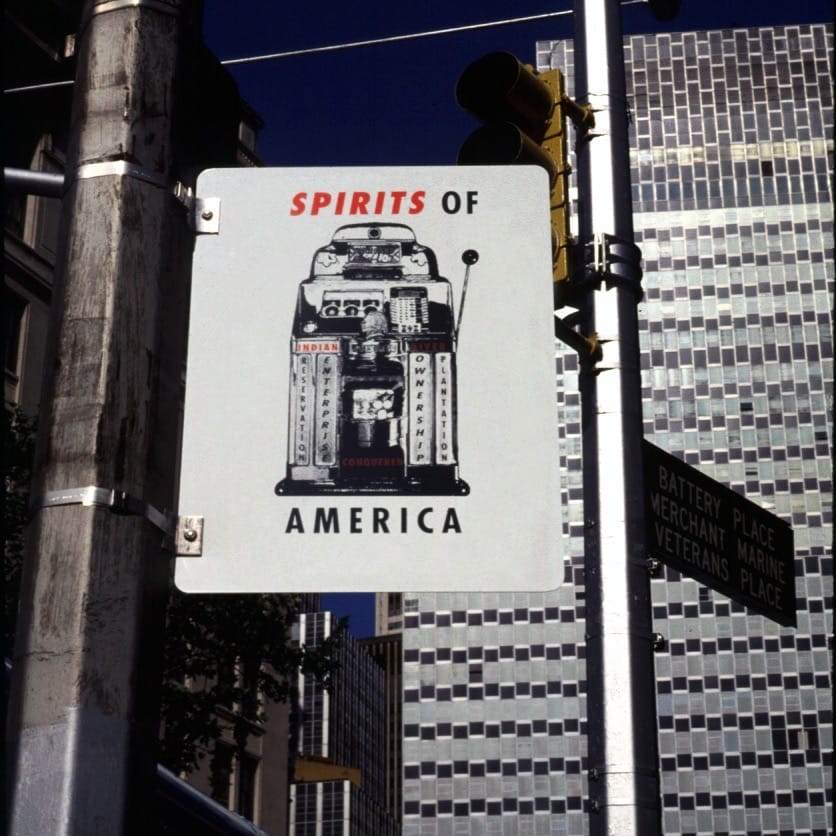 SPIRITS OF
INDIAN RIVER
RESERVATION
ENTERPRISE
OWNERSHIP
PLANTATION
CONQUERED
AMERICA
BATTERY PLACE
MERCHANT MARINE
VETERANS PLACE